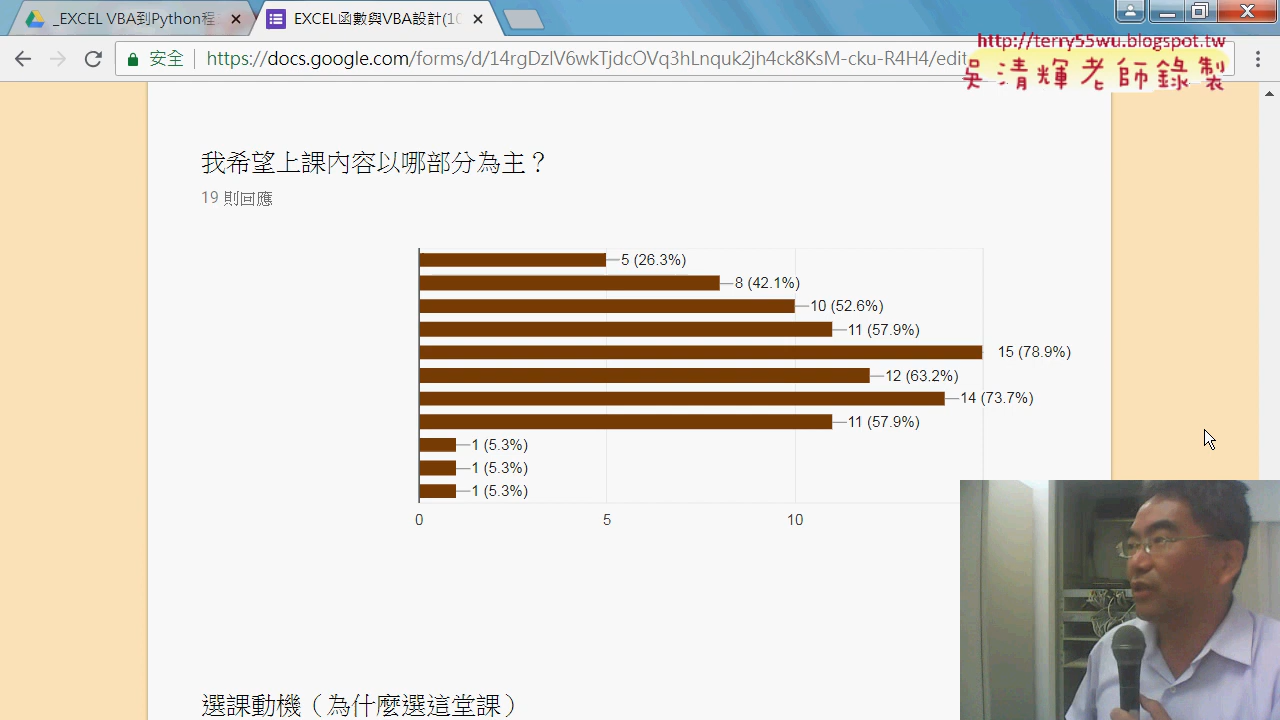 _EXCEL VBA到Python程
EXCEL函數與VBA設計(10
安全
https://docs.google.com/forms/d/14rgDzlV6wkTjdcOVq3hLnquk2jh4ck8KsM-cku-R4H4/edit
http://terry55wu.blogspot.tw
吳清輝老師錄製
我希望上課內容以哪部分為主？
19 則回應
5 (26.3%)
8 (42.1%)
10 (52.6%)
11 (57.9%)
15 (78.9%)
12 (63.2%)
14 (73.7%)
11 (57.9%)
1 (5.3%)
1 (5.3%)
1 (5.3%)
0 5 10
選課動機（為什麼選這堂課）